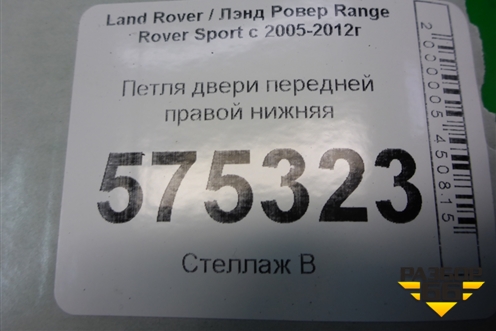 Land Rover / Лэнд Ровер Range
Rover Sport с 2005-2012г
Петля двери передней
правой нижняя
575323
Стеллаж В
2000005450815